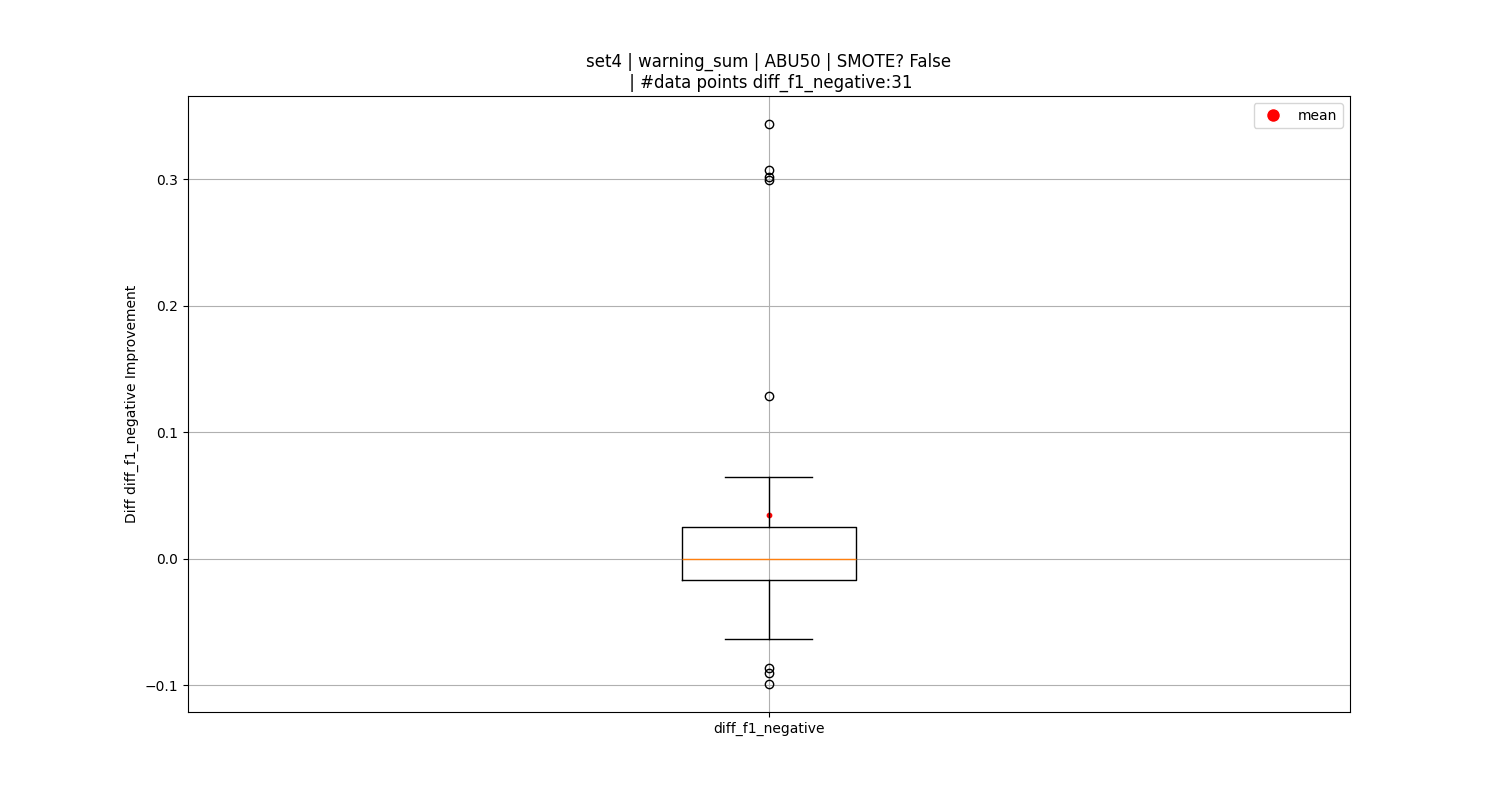 set4 | warning_sum | ABU50 | SMOTE? False
| #data points diff_f1_negative:31
mean
0.3
0.2
0.1
0.0
−0.1
Diff diff_f1_negative Improvement
diff_f1_negative